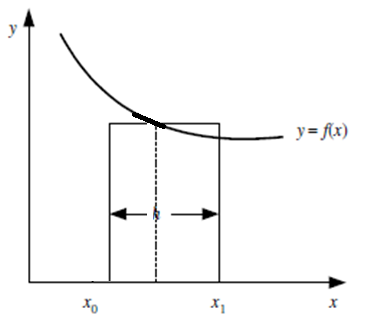 y
y = f(x)
h
x₀
x₁
x